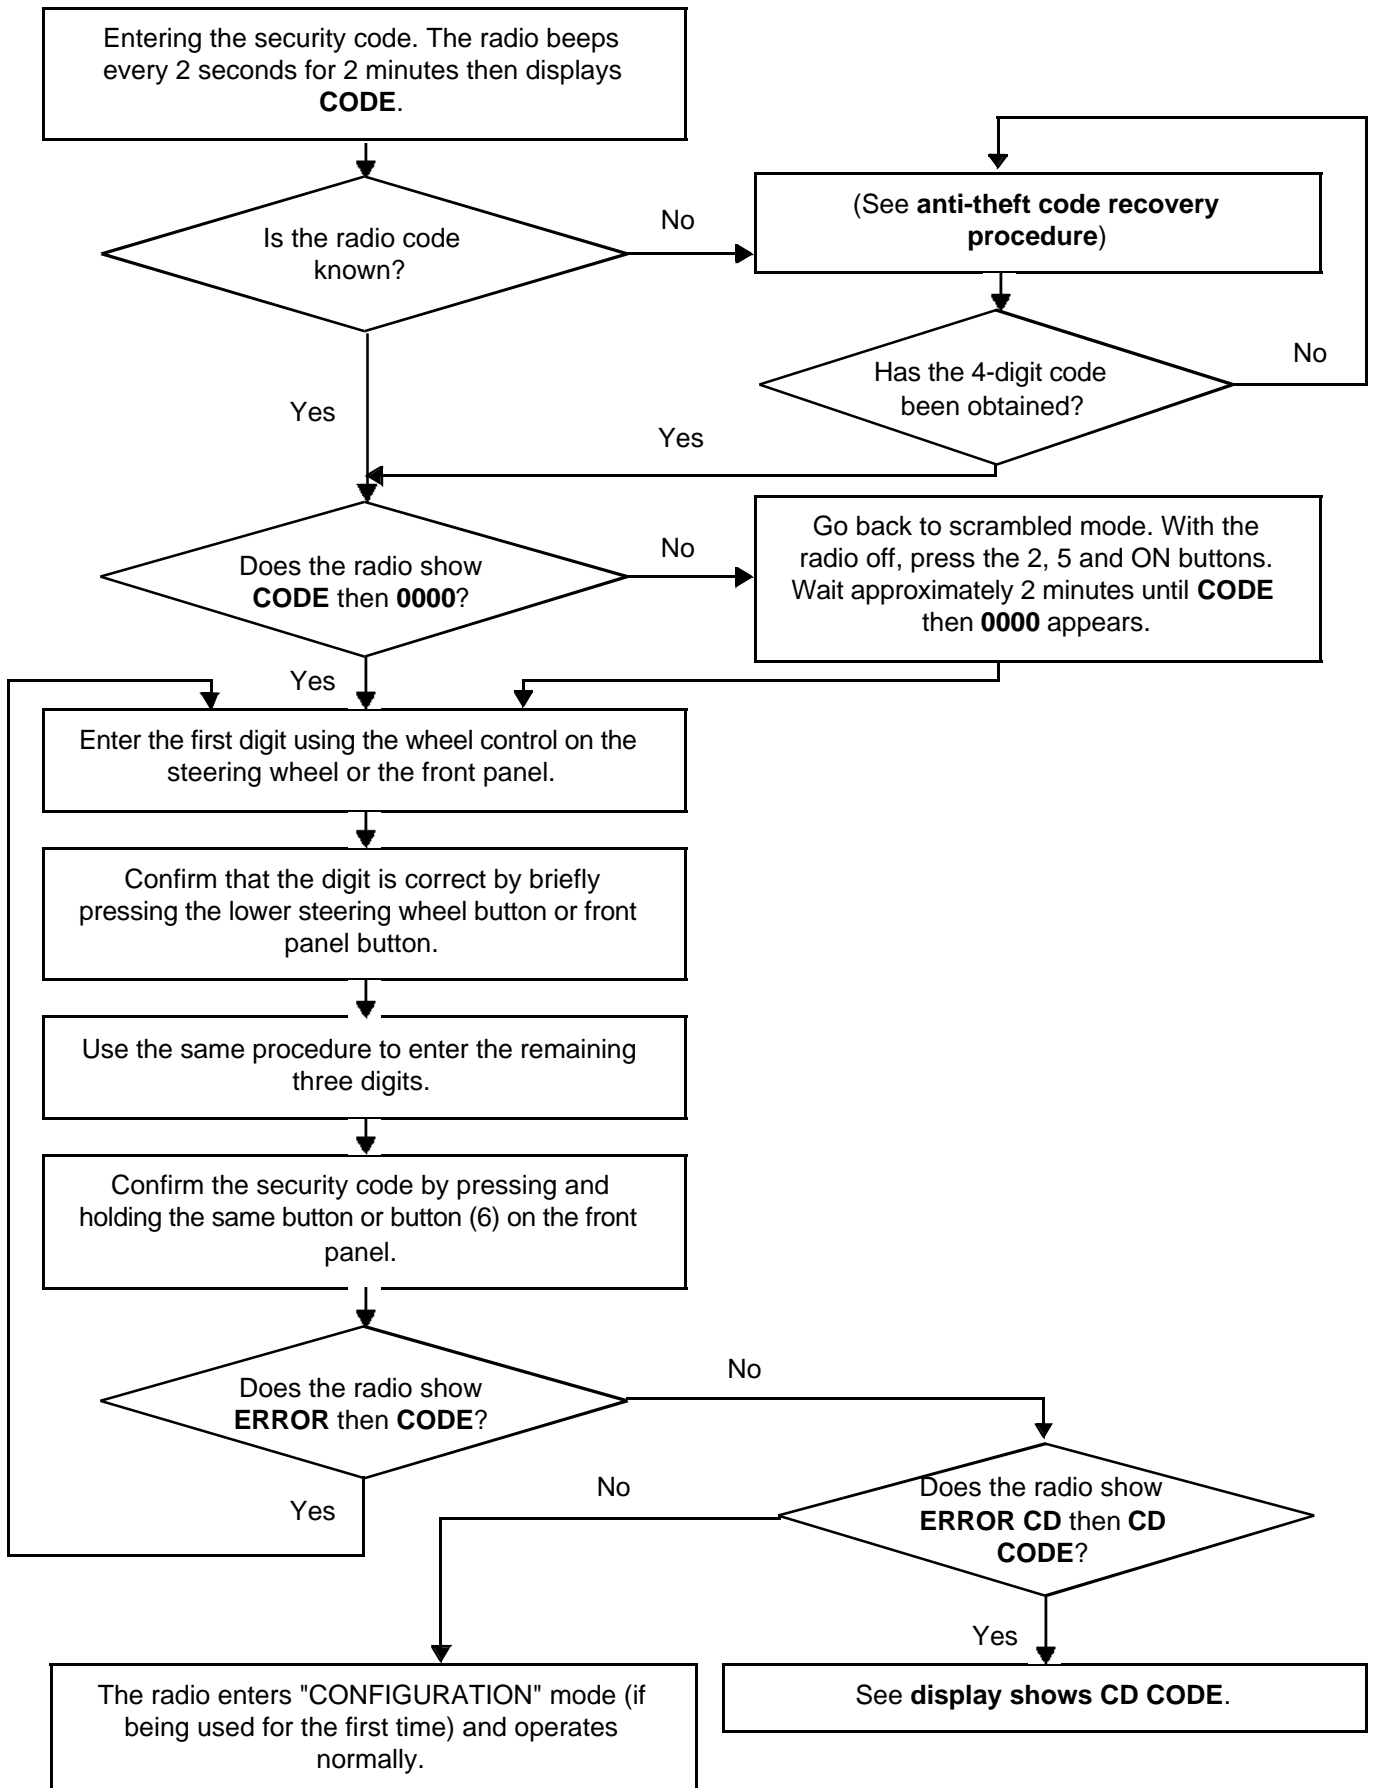 Entering the security code. The radio beeps
every 2 seconds for 2 minutes then displays
CODE.
Is the radio code
known?
No
(See anti-theft code recovery
procedure)
Has the 4-digit code
been obtained?
No
Yes
Yes
Does the radio show
CODE then 0000?
No
Go back to scrambled mode. With the
radio off, press the 2, 5 and ON buttons.
Wait approximately 2 minutes until CODE
then 0000 appears.
Yes
Enter the first digit using the wheel control on the
steering wheel or the front panel.
Confirm that the digit is correct by briefly
pressing the lower steering wheel button or front
panel button.
Use the same procedure to enter the remaining
three digits.
Confirm the security code by pressing and
holding the same button or button (6) on the front
panel.
Does the radio show
ERROR then CODE?
No
Yes
Does the radio show
ERROR CD then CD
CODE?
No
Yes
The radio enters "CONFIGURATION" mode (if
being used for the first time) and operates
normally.
See display shows CD CODE.